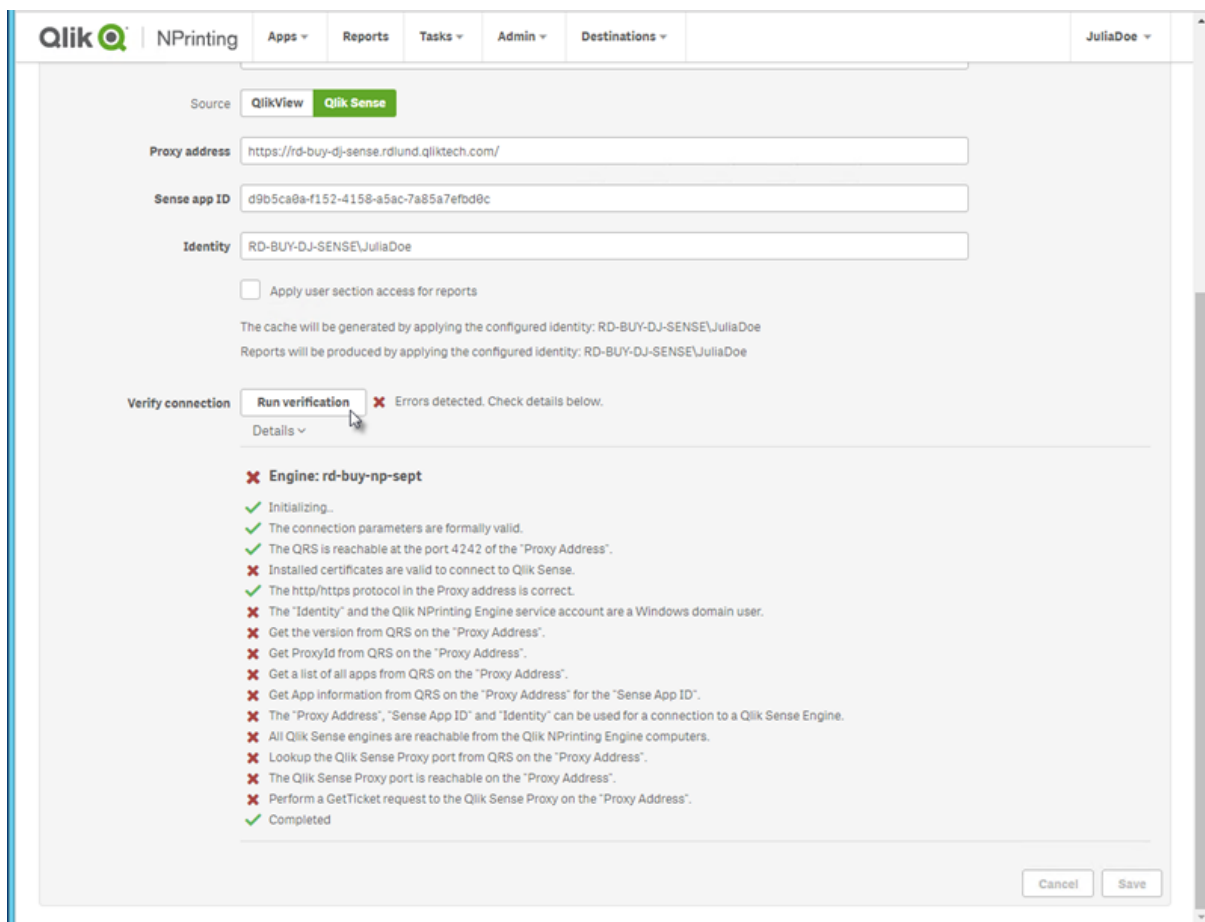 Qlik NPrinting Apps Reports Tasks Admin Destinations JuliaDoe
Source QlikView Qlik Sense
Proxy address https://rd-buy-dj-sense.rdlund.qliktech.com/
Sense app ID d9b5ca0a-f152-4158-a5ac-7a85a7efbd0c
Identity RD-BUY-DJ-SENSE\JuliaDoe
Apply user section access for reports
The cache will be generated by applying the configured identity: RD-BUY-DJ-SENSE\JuliaDoe
Reports will be produced by applying the configured identity: RD-BUY-DJ-SENSE\JuliaDoe
Verify connection Run verification Errors detected. Check details below.
Details
Engine: rd-buy-np-sept
Initializing..
The connection parameters are formally valid.
The QRS is reachable at the port 4242 of the "Proxy Address".
Installed certificates are valid to connect to Qlik Sense.
The http/https protocol in the Proxy address is correct.
The "Identity" and the Qlik NPrinting Engine service account are a Windows domain user.
Get the version from QRS on the "Proxy Address".
Get ProxyId from QRS on the "Proxy Address".
Get a list of all apps from QRS on the "Proxy Address".
Get App information from QRS on the "Proxy Address" for the "Sense App ID".
The "Proxy Address", "Sense App ID" and "Identity" can be used for a connection to a Qlik Sense Engine.
All Qlik Sense engines are reachable from the Qlik NPrinting Engine computers.
Lookup the Qlik Sense Proxy port from QRS on the "Proxy Address".
The Qlik Sense Proxy port is reachable on the "Proxy Address".
Perform a GetTicket request to the Qlik Sense Proxy on the "Proxy Address".
Completed
Cancel Save